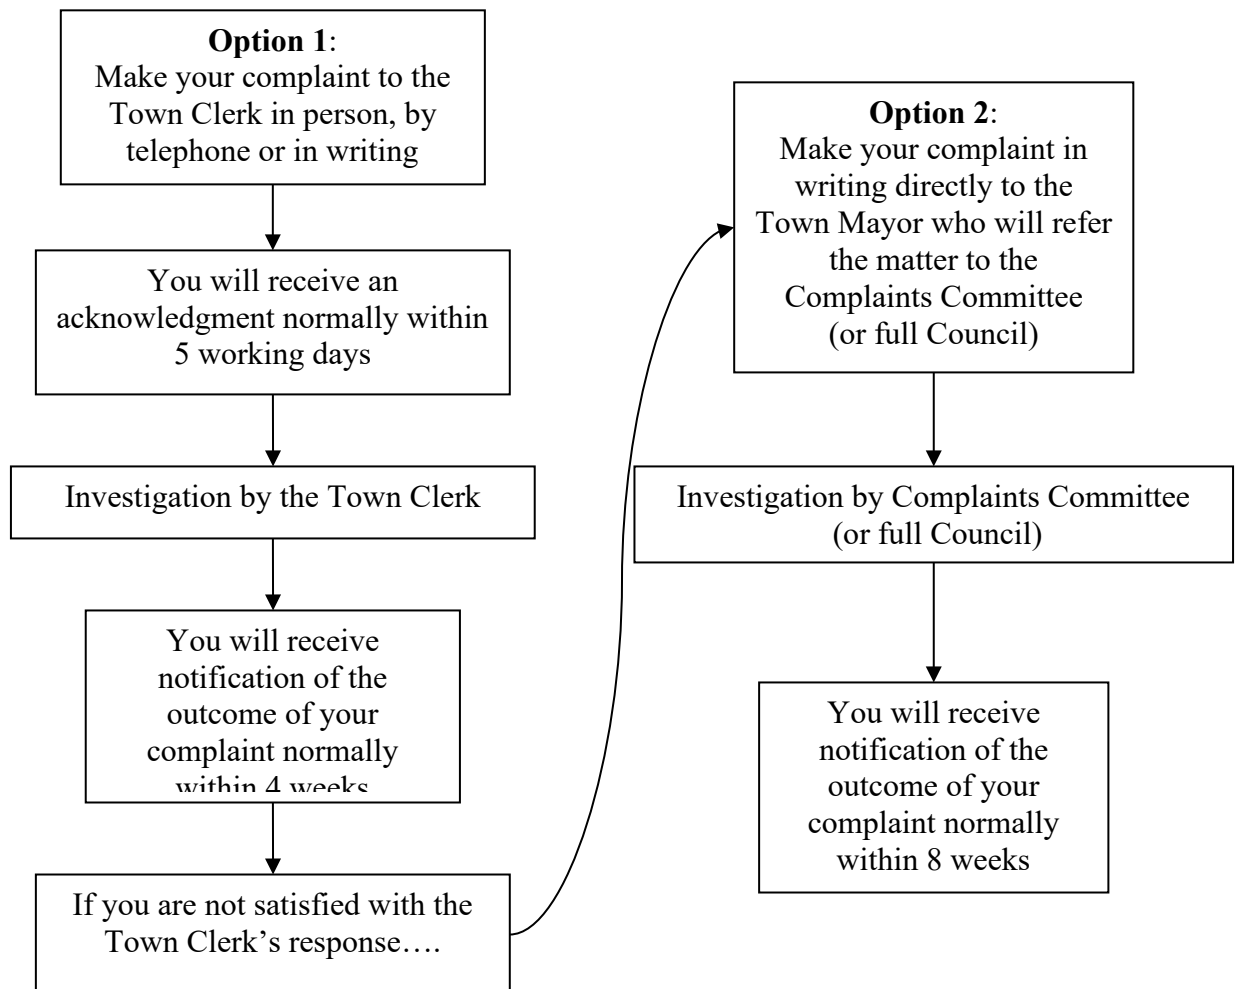 Option 1:
Make your complaint to the
Town Clerk in person, by
telephone or in writing
You will receive an
acknowledgment normally within
5 working days
Investigation by the Town Clerk
You will receive
notification of the
outcome of your
complaint normally
within 4 weeks
If you are not satisfied with the
Town Clerk’s response….
Option 2:
Make your complaint in
writing directly to the
Town Mayor who will refer
the matter to the
Complaints Committee
(or full Council)
Investigation by Complaints Committee
(or full Council)
You will receive
notification of the
outcome of your
complaint normally
within 8 weeks